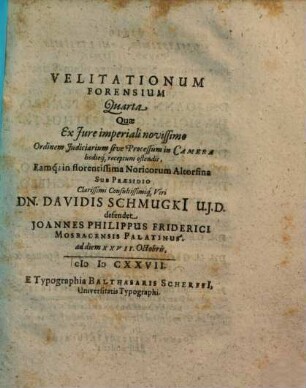 VELITATIONUM
FORENSIUM
Quarta
Quæ
Ex Jure imperiali novissimo
Ordinem Judiciarium sive Processum in CAMERA
hodieq; receptum ostendit,
Eamq; in florentissima Noricorum Altorfina
SUB PRÆSIDIO
Clarissimi Consultissimiq; Viri
DN. DAVIDIS SCHMUGKI U.J.D.
defendet
JOANNES PHILIPPUS FRIDERICI
MOSBACENSIS PALATINUS.
ad diem XXVII. Octobris,
cIɔ Iɔ CXXVII.
E Typographia BALTHASARIS SCHERFFI,
Universitatis Typographi.